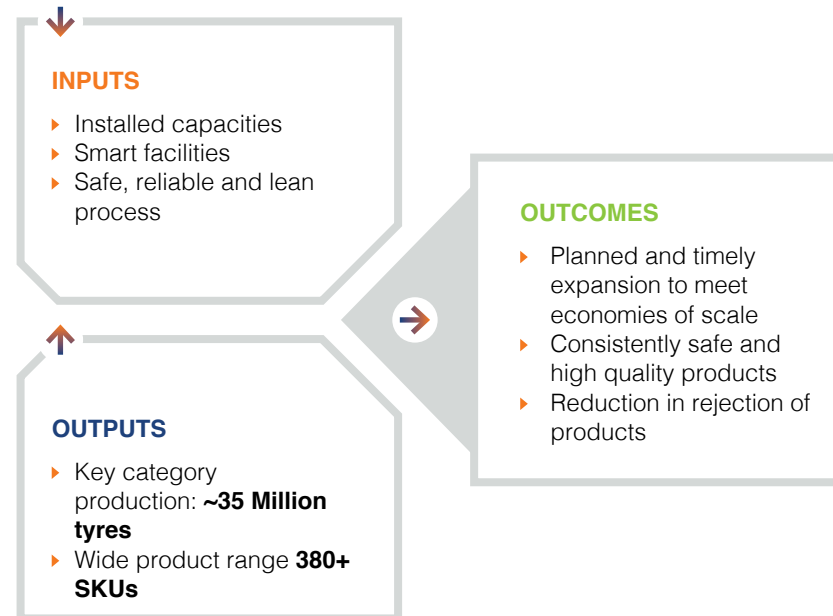 INPUTS
Installed capacities
Smart facilities
Safe, reliable and lean
process
OUTPUTS
Key category
production: ~35 Million
tyres
Wide product range 380+
SKUs
OUTCOMES
Planned and timely
expansion to meet
economies of scale
Consistently safe and
high quality products
Reduction in rejection of
products